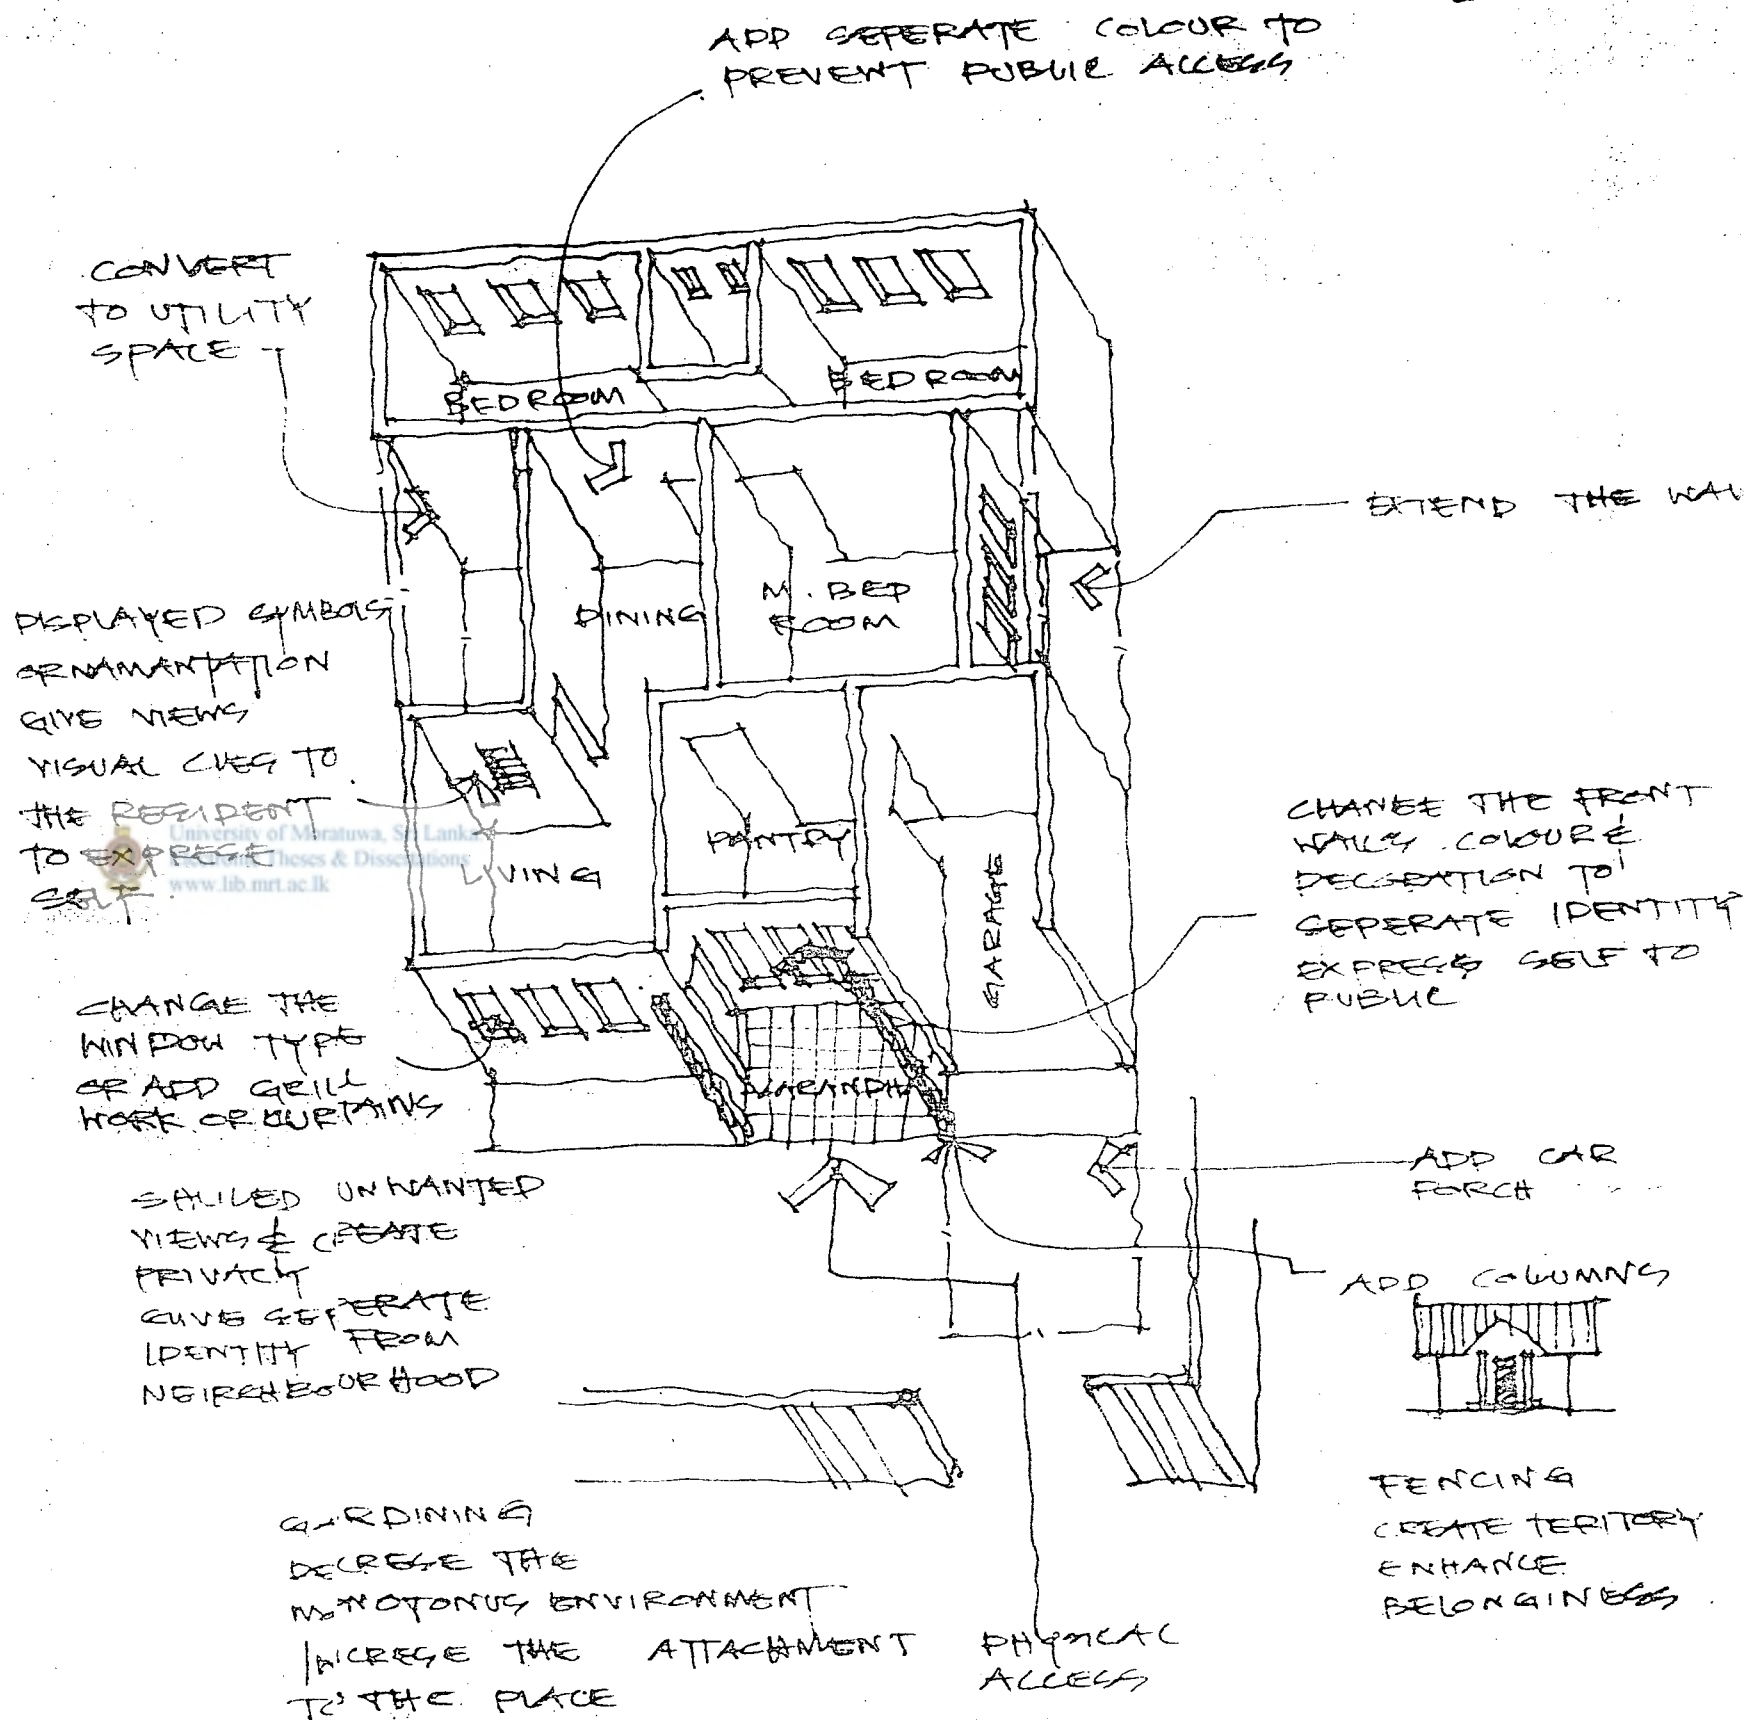 ADD SEPERATE COLOUR TO
PREVENT PUBLIC ACCESS
CONVERT
TO UTILITY
SPACE
BEDROOM
BEDROOM
EXTEND THE WAL
DISPLAYED SYMBOLS
ORNAMANTATION
GIVE VIEWS
VISUAL CUES TO
THE RESIDENT
TO EXPRESE
SELF
University of Moratuwa, Sri Lanka
Electronic Theses & Dissertations
www.lib.mrt.ac.lk
DINING
M. BED
ROOM
LIVING
PANTRY
GARAGE
VARANDH
CHANGE THE FRONT
WALLS COLOUR &
DECORATION TO
SEPERATE IDENTITY
EXPRESS SELF TO
PUBLIC
CHANGE THE
WINDOW TYPE
OR ADD GRILL
WORK OR CURTAINS
UNWANTED
VIEWS & CREATE
PRIVACY
GIVE SEPERATE
IDENTITY FROM
NEIRGHBOURHOOD
ADD CAR
PORCH
ADD COLUMNS
FENCING
CREATE TERITORY
ENHANCE
BELONGINESS
GARDINING
DECRESE THE
MONOTONUS ENVIRONMENT
INCRESE THE ATTACHMENT
TO THE PLACE
PHYSICAL
ACCESS